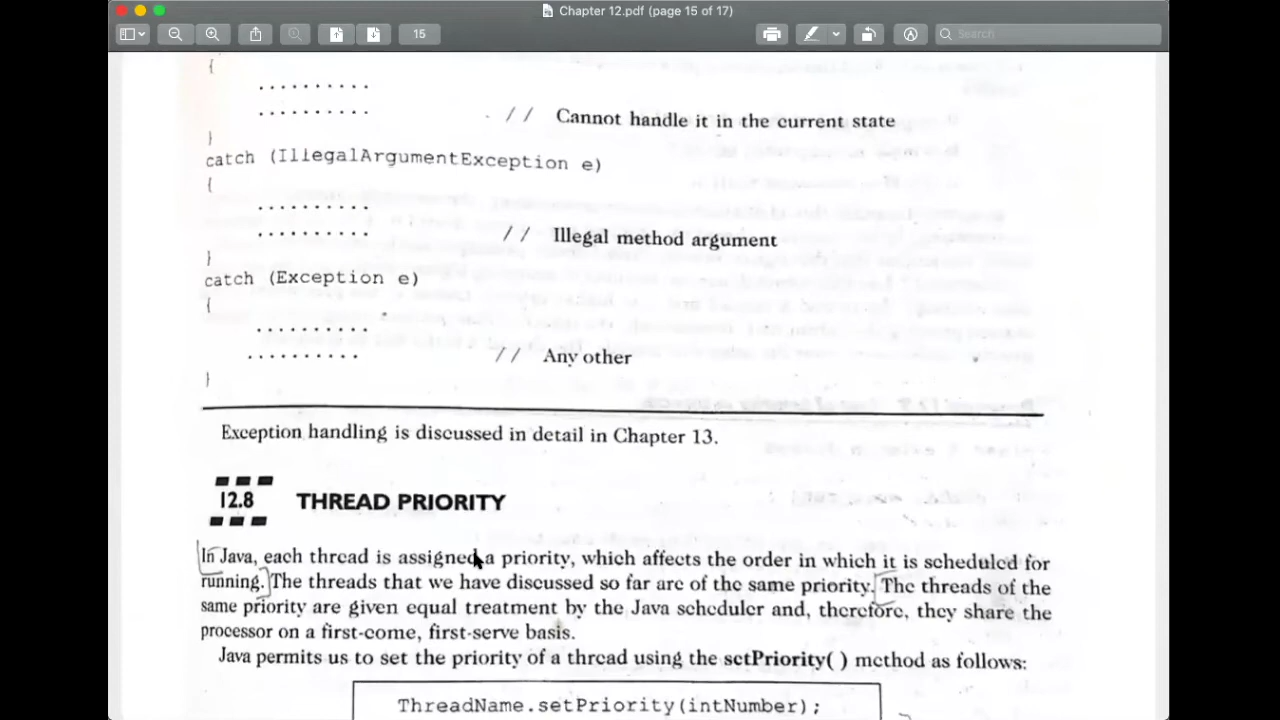 Chapter 12.pdf (page 15 of 17)
15
Search
{
..........
.......... // Cannot handle it in the current state
}
catch (IllegalArgumentException e)
{
..........
.......... // Illegal method argument
}
catch (Exception e)
{
..........
.......... // Any other
}
Exception handling is discussed in detail in Chapter 13.
12.8 THREAD PRIORITY
In Java, each thread is assigned a priority, which affects the order in which it is scheduled for
running. The threads that we have discussed so far are of the same priority. The threads of the
same priority are given equal treatment by the Java scheduler and, therefore, they share the
processor on a first-come, first-serve basis.
Java permits us to set the priority of a thread using the setPriority( ) method as follows:
ThreadName.setPriority(intNumber);